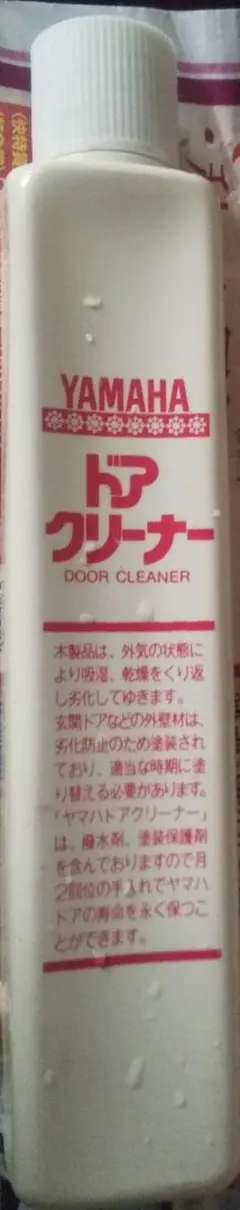 YAMAHA
ドア
クリーナー
DOOR CLEANER
木製品は、外気の状態に
より吸湿、乾燥をくり返
し劣化してゆきます。
玄関ドアなどの外壁材は、
劣化防止のため塗装され
ており、適当な時期に塗
り替える必要があります。
「ヤマハドアクリーナー」
は、撥水剤、塗装保護剤
を含んでおりますので月
2回位の手入れでヤマハ
ドアの寿命を永く保つこ
とができます。